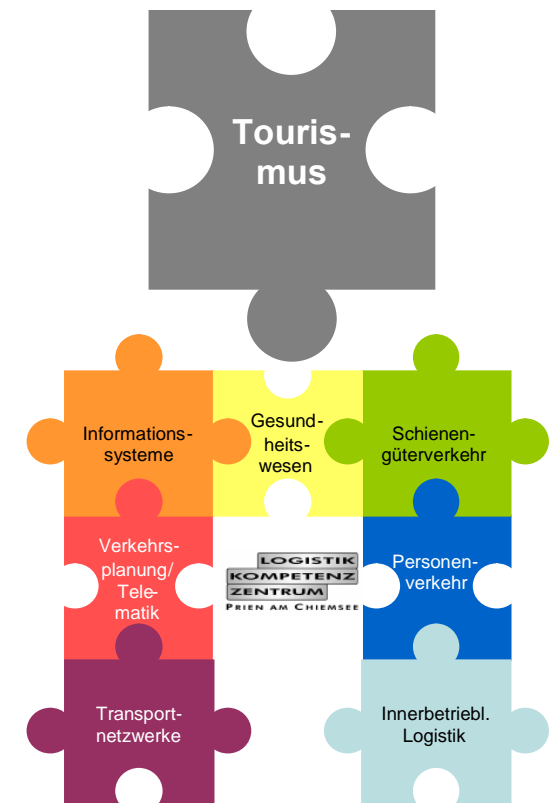 Touris-
mus
Informations-
systeme
Gesund-
heits-
wesen
Schienen-
güterverkehr
Verkehrs-
planung/
Tele-
matik
LOGISTIK
KOMPETENZ
ZENTRUM
PRIEN AM CHIEMSEE
Personen-
verkehr
Transport-
netzwerke
Innerbetriebl.
Logistik